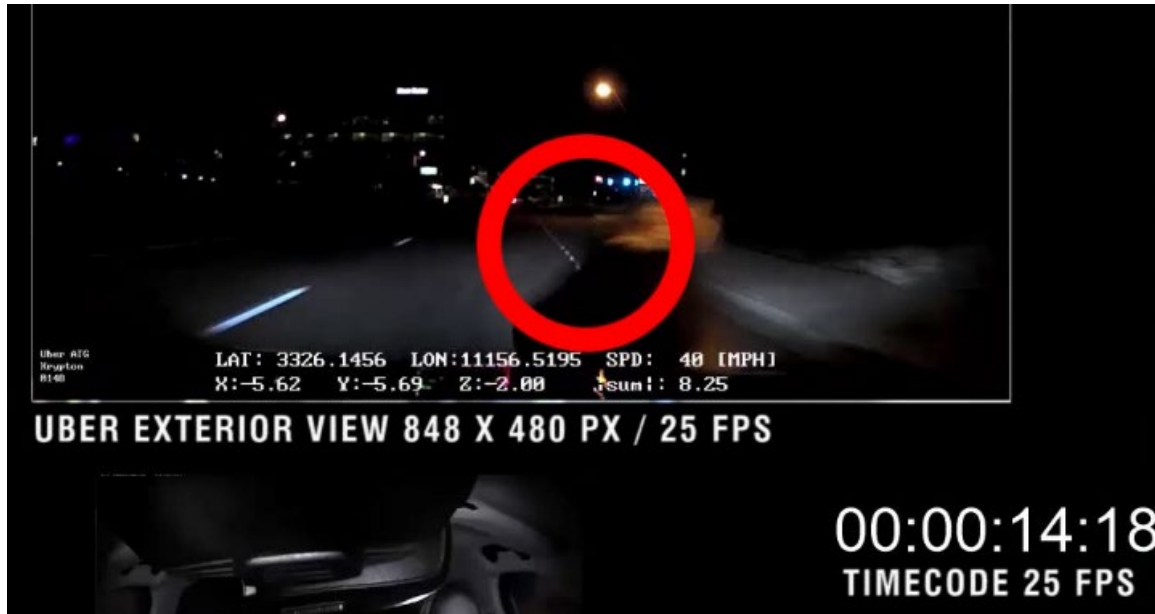 Uber ATG
Krypton
0148
LAT: 3326.1456 LON:11156.5195 SPD: 40 [MPH]
X:-5.62 Y:-5.69 Z:-2.00 ¦sum¦: 8.25
UBER EXTERIOR VIEW 848 X 480 PX / 25 FPS
00:00:14:18
TIMECODE 25 FPS